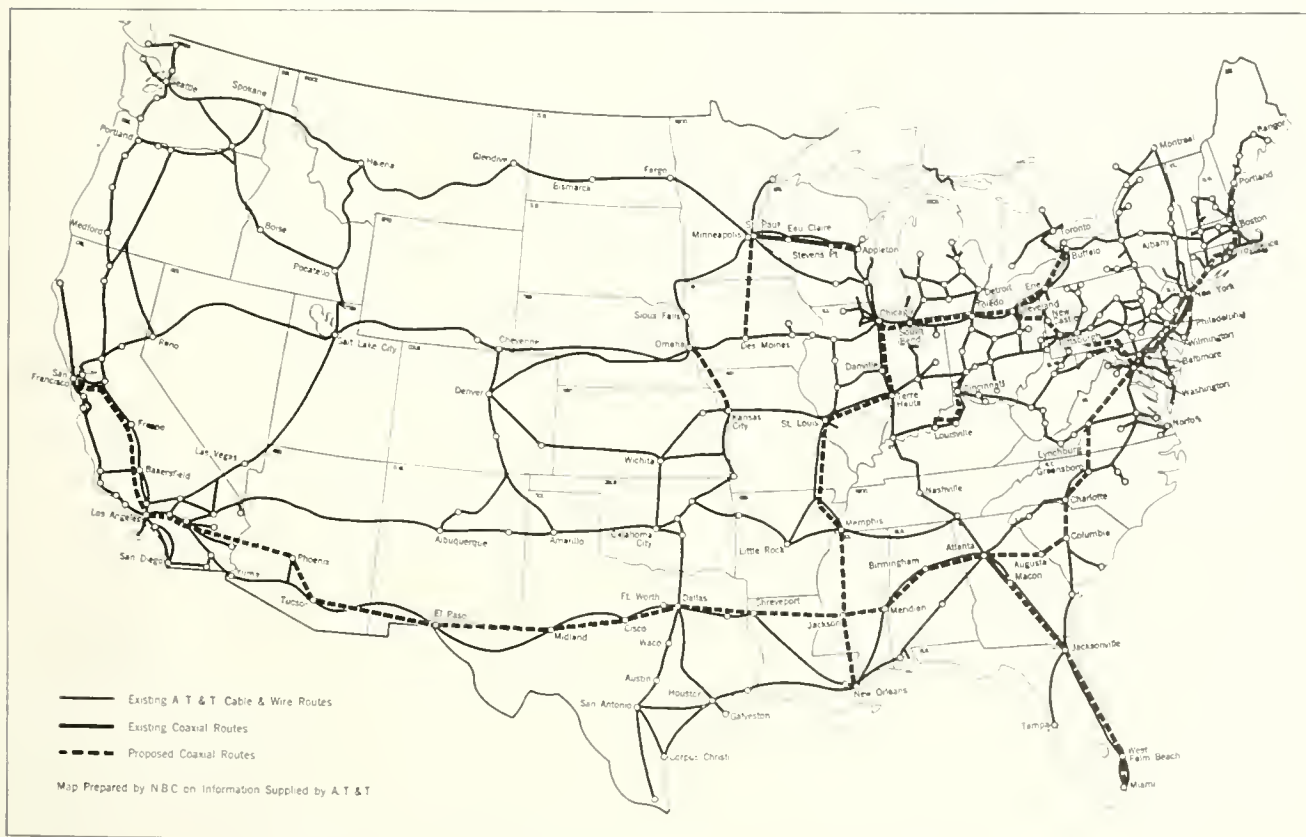 Seattle
Spokane
Portland
Helena
Glendive
Bismarck
Fargo
Medford
Boise
Pocatello
Minneapolis
St. Paul
Eau Claire
Stevens Pt.
Appleton
Montreal
Bangor
Portland
Boston
Toronto
Buffalo
Albany
New York
Detroit
Toledo
Erie
Cleveland
New Castle
Pittsburgh
Philadelphia
Wilmington
Baltimore
Washington
Norfolk
Chicago
South Bend
Sioux Falls
Omaha
Des Moines
Danville
Terre Haute
Cincinnati
Louisville
Lynchburg
Greensboro
Reno
Salt Lake City
Cheyenne
Denver
Kansas City
St. Louis
San Francisco
Fresno
Las Vegas
Bakersfield
Los Angeles
Wichita
Nashville
Charlotte
Columbia
Albuquerque
Amarillo
Oklahoma City
Little Rock
Memphis
Birmingham
Atlanta
Augusta
Macon
San Diego
Yuma
Phoenix
Tucson
El Paso
Midland
Cisco
Ft. Worth
Dallas
Shreveport
Jackson
Meridian
Jacksonville
Waco
Austin
San Antonio
Houston
Galveston
Corpus Christi
New Orleans
Tampa
West Palm Beach
Miami
Existing A T & T Cable & Wire Routes
Existing Coaxial Routes
Proposed Coaxial Routes
Map Prepared by NBC on Information Supplied by A T & T